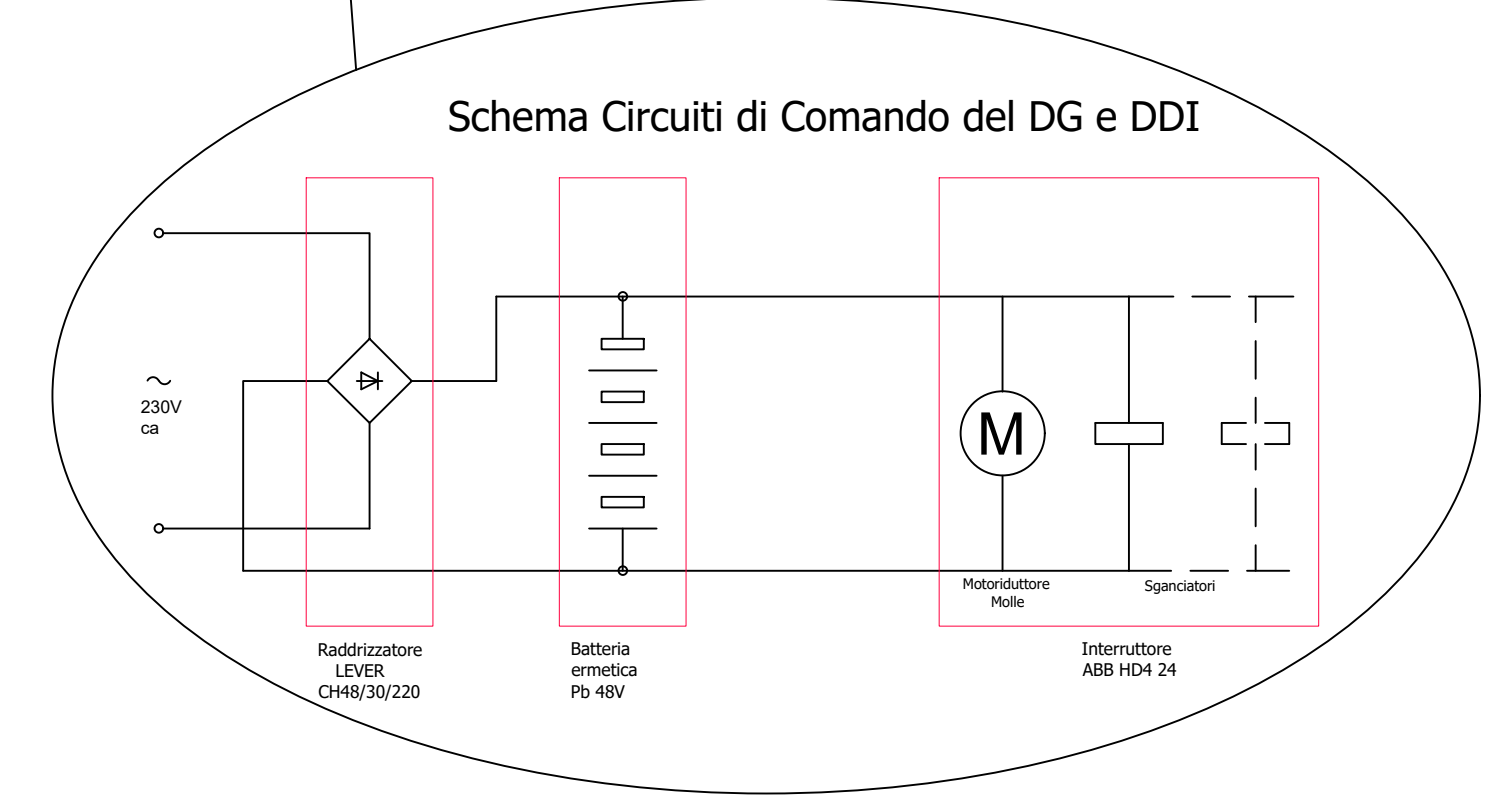 Schema Circuiti di Comando del DG e DDI
230V
ca
M
Motoriduttore
Molle
Sganciatori
Raddrizzatore
LEVER
CH48/30/220
Batteria
ermetica
Pb 48V
Interruttore
ABB HD4 24